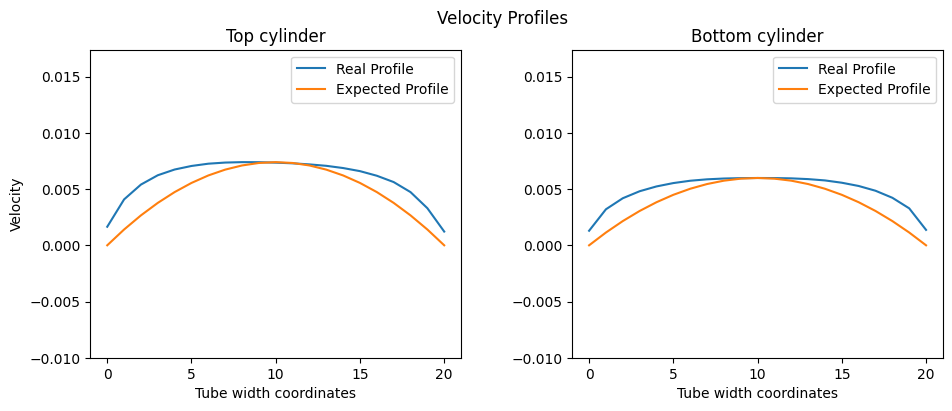 Velocity Profiles
Top cylinder
Real Profile
Expected Profile
0.015
0.010
0.005
0.000
−0.005
−0.010
Velocity
0 5 10 15 20
Tube width coordinates
Bottom cylinder
Real Profile
Expected Profile
0.015
0.010
0.005
0.000
−0.005
−0.010
0 5 10 15 20
Tube width coordinates